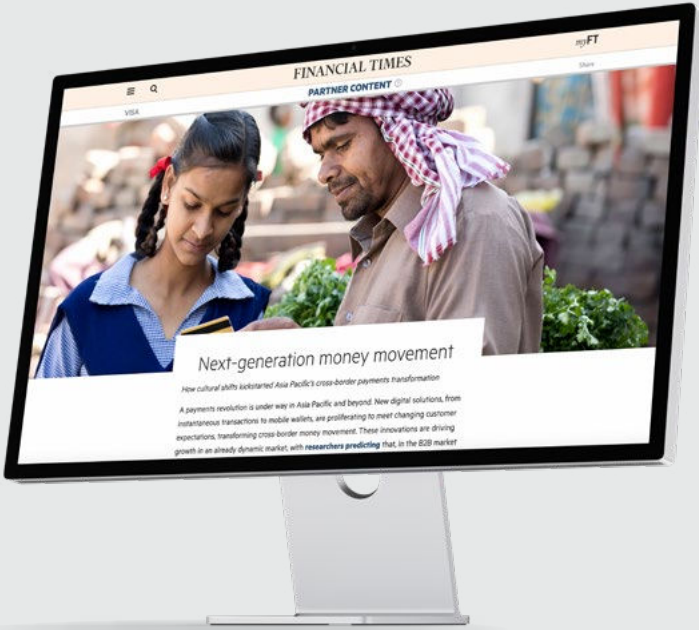 FINANCIAL TIMES
myFT
PARTNER CONTENT
Share
VISA
Next-generation money movement
How cultural shifts kickstarted Asia Pacific's cross-border payments transformation
A payments revolution is under way in Asia Pacific and beyond. New digital solutions, from
instantaneous transactions to mobile wallets, are proliferating to meet changing customer
expectations, transforming cross-border money movement. These innovations are driving
growth in an already dynamic market, with researchers predicting that, in the B2B market